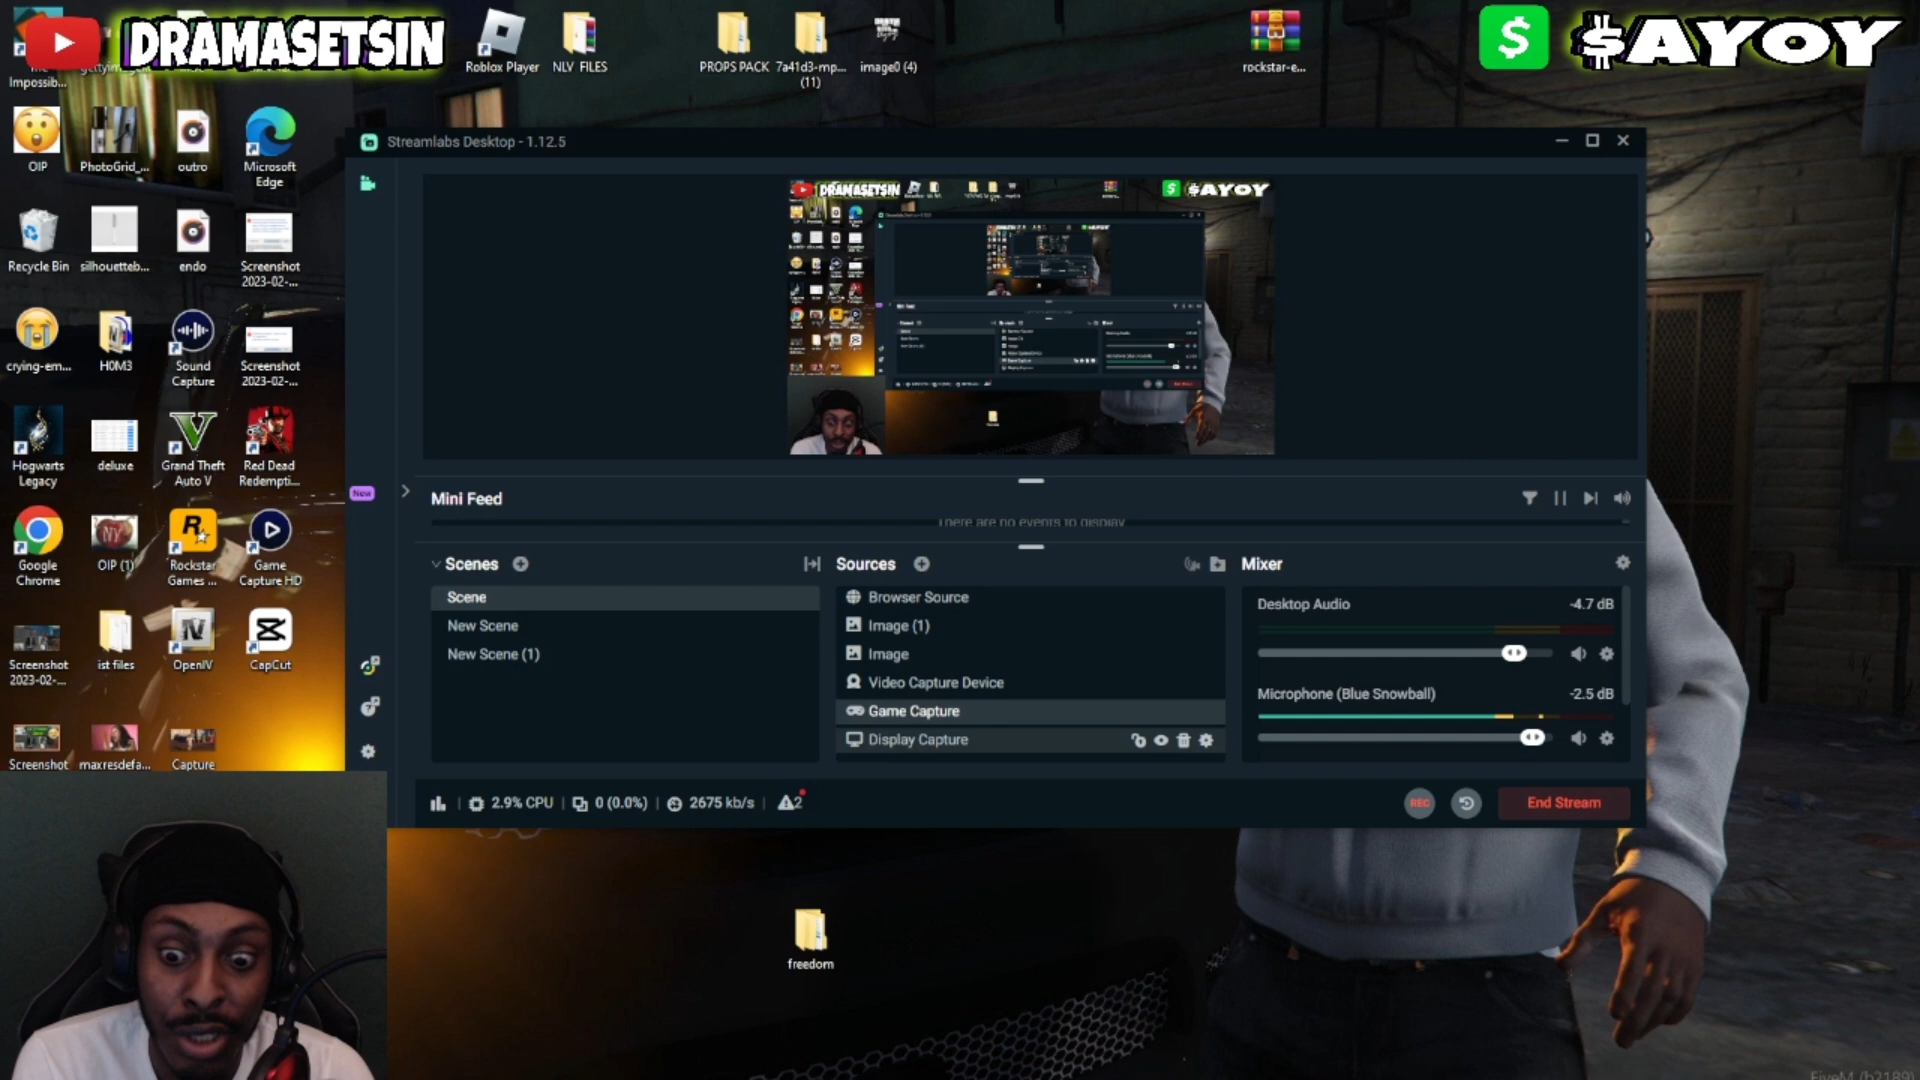 DRAMASETSIN
$AYOY
Impossib...
Roblox Player
NLV FILES
PROPS PACK
7a41d3-mp...
(11)
image0 (4)
rockstar-e...
OIP
PhotoGrid_...
outro
Microsoft
Edge
Recycle Bin
silhouetteb...
endo
Screenshot
2023-02-...
crying-em...
H0M3
Sound
Capture
Screenshot
2023-02-...
Hogwarts
Legacy
deluxe
Grand Theft
Auto V
Red Dead
Redempti...
Google
Chrome
OIP (1)
Rockstar
Games ...
Game
Capture HD
Screenshot
2023-02-...
ist files
OpenIV
CapCut
Screenshot
maxresdefa...
Capture
Streamlabs Desktop - 1.12.5
DRAMASETSIN
$AYOY
New
Mini Feed
There are no events to display
Scenes
Scene
New Scene
New Scene (1)
Sources
Browser Source
Image (1)
Image
Video Capture Device
Game Capture
Display Capture
Mixer
Desktop Audio
-4.7 dB
Microphone (Blue Snowball)
-2.5 dB
2.9% CPU
0 (0.0%)
2675 kb/s
2
REC
End Stream
freedom
FiveM (b2189)